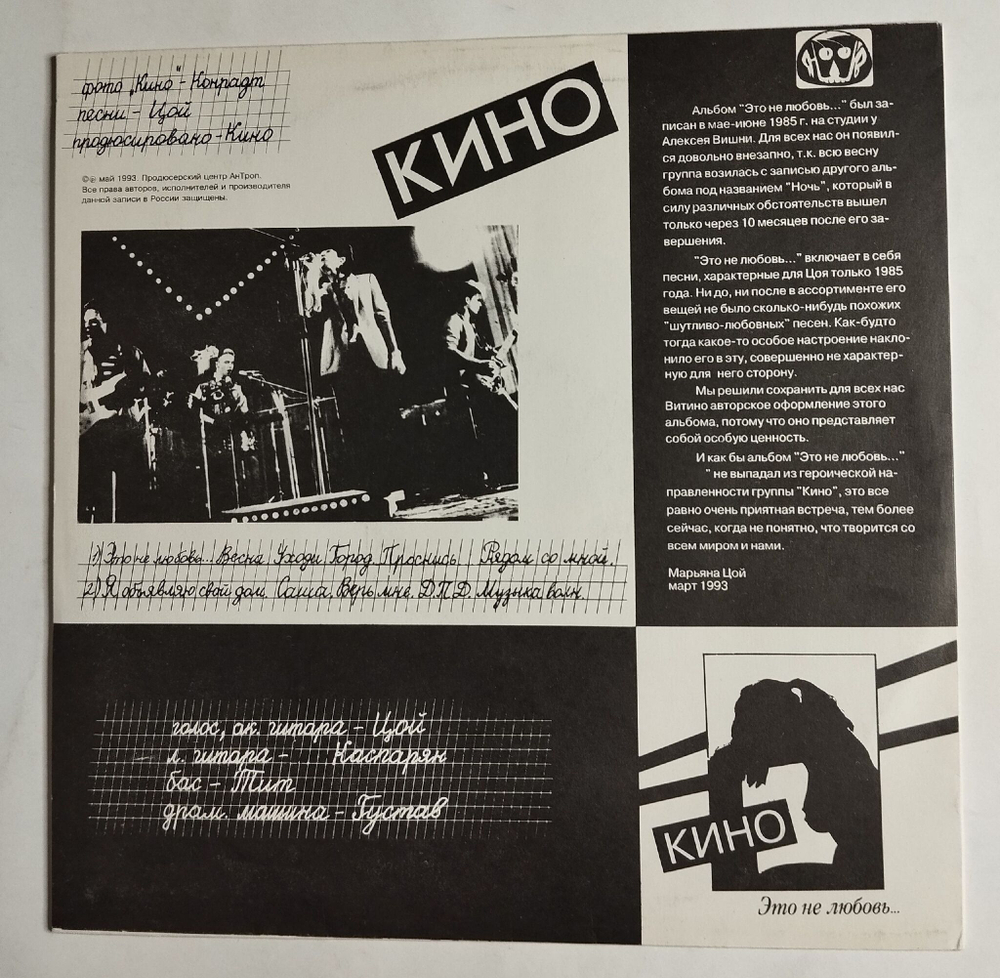 фото „Кино“ - Конрадт
песни - Цой
продюсировано - Кино
©℗ май 1993. Продюсерский центр АнТроп.
Все права авторов, исполнителей и производителя
данной записи в России защищены.
КИНО
1) Это не любовь... Весна Уходи Город Проснись! Рядом со мной.
2) Я объявляю свой дом. Саша. Верь мне. Д П Д. Музыка волн.
Альбом "Это не любовь..." был за-
писан в мае-июне 1985 г. на студии у
Алексея Вишни. Для всех нас он появил-
ся довольно внезапно, т.к. всю весну
группа возилась с записью другого аль-
бома под названием "Ночь", который в
силу различных обстоятельств вышел
только через 10 месяцев после его за-
вершения.
"Это не любовь..." включает в себя
песни, характерные для Цоя только 1985
года. Ни до, ни после в ассортименте его
вещей не было сколько-нибудь похожих
"шутливо-любовных" песен. Как-будто
тогда какое-то особое настроение накло-
нило его в эту, совершенно не характер-
ную для него сторону.
Мы решили сохранить для всех нас
Витино авторское оформление этого
альбома, потому что оно представляет
собой особую ценность.
И как бы альбом "Это не любовь..."
" не выпадал из героической на-
правленности группы "Кино", это все
равно очень приятная встреча, тем более
сейчас, когда не понятно, что творится со
всем миром и нами.
Марьяна Цой
март 1993
голос, ак. гитара - Цой
л. гитара - Каспарян
бас - Тит
драм. машина - Густав
КИНО
Это не любовь...